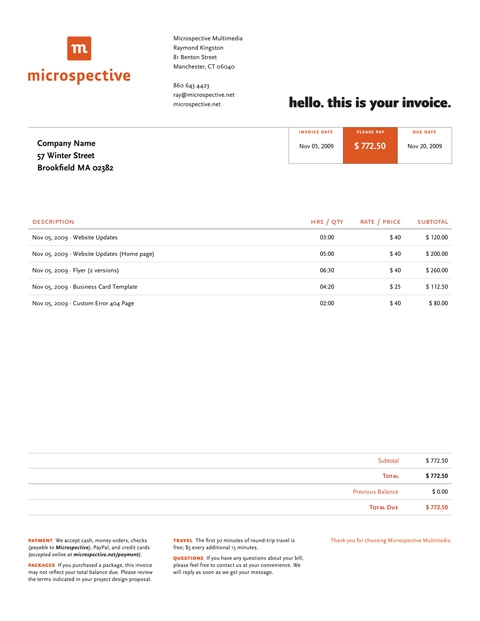 m
microspective
Microspective Multimedia
Raymond Kingston
81 Benton Street
Manchester, CT 06040
860 643 4423
ray@microspective.net
microspective.net
hello. this is your invoice.
INVOICE DATE PLEASE PAY DUE DATE
Nov 05, 2009 $ 772.50 Nov 20, 2009
Company Name
57 Winter Street
Brookfield MA 02382
DESCRIPTION HRS / QTY RATE / PRICE SUBTOTAL
Nov 05, 2009 · Website Updates 03:00 $ 40 $ 120.00
Nov 05, 2009 · Website Updates (Home page) 05:00 $ 40 $ 200.00
Nov 05, 2009 · Flyer (2 versions) 06:30 $ 40 $ 260.00
Nov 05, 2009 · Business Card Template 04:20 $ 25 $ 112.50
Nov 05, 2009 · Custom Error 404 Page 02:00 $ 40 $ 80.00
Subtotal $ 772.50
TOTAL $ 772.50
Previous Balance $ 0.00
TOTAL DUE $ 772.50
PAYMENT We accept cash, money orders, checks
(payable to Microspective), PayPal, and credit cards
(accepted online at microspective.net/payment).
PACKAGES If you purchased a package, this invoice
may not reflect your total balance due. Please review
the terms indicated in your project design proposal.
TRAVEL The first 30 minutes of round-trip travel is
free; $5 every additional 15 minutes.
QUESTIONS If you have any questions about your bill,
please feel free to contact us at your convenience. We
will reply as soon as we get your message.
Thank you for choosing Microspective Multimedia.